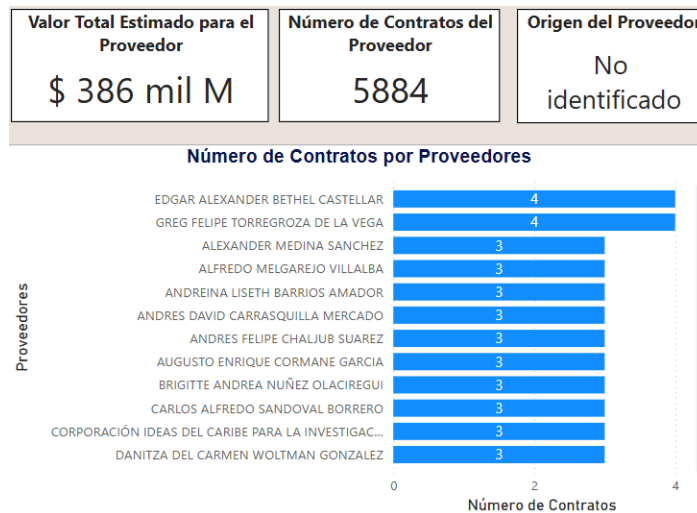 Valor Total Estimado para el
Proveedor
$ 386 mil M
Número de Contratos del
Proveedor
5884
Origen del Proveedor
No
identificado
Número de Contratos por Proveedores
Proveedores
EDGAR ALEXANDER BETHEL CASTELLAR 4
GREG FELIPE TORREGROZA DE LA VEGA 4
ALEXANDER MEDINA SANCHEZ 3
ALFREDO MELGAREJO VILLALBA 3
ANDREINA LISETH BARRIOS AMADOR 3
ANDRES DAVID CARRASQUILLA MERCADO 3
ANDRES FELIPE CHALJUB SUAREZ 3
AUGUSTO ENRIQUE CORMANE GARCIA 3
BRIGITTE ANDREA NUÑEZ OLACIREGUI 3
CARLOS ALFREDO SANDOVAL BORRERO 3
CORPORACIÓN IDEAS DEL CARIBE PARA LA INVESTIGAC... 3
DANITZA DEL CARMEN WOLTMAN GONZALEZ 3
0 2 4
Número de Contratos